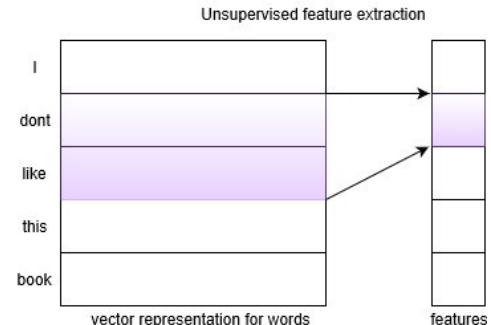 Unsupervised feature extraction
I
dont
like
this
book
vector representation for words
features